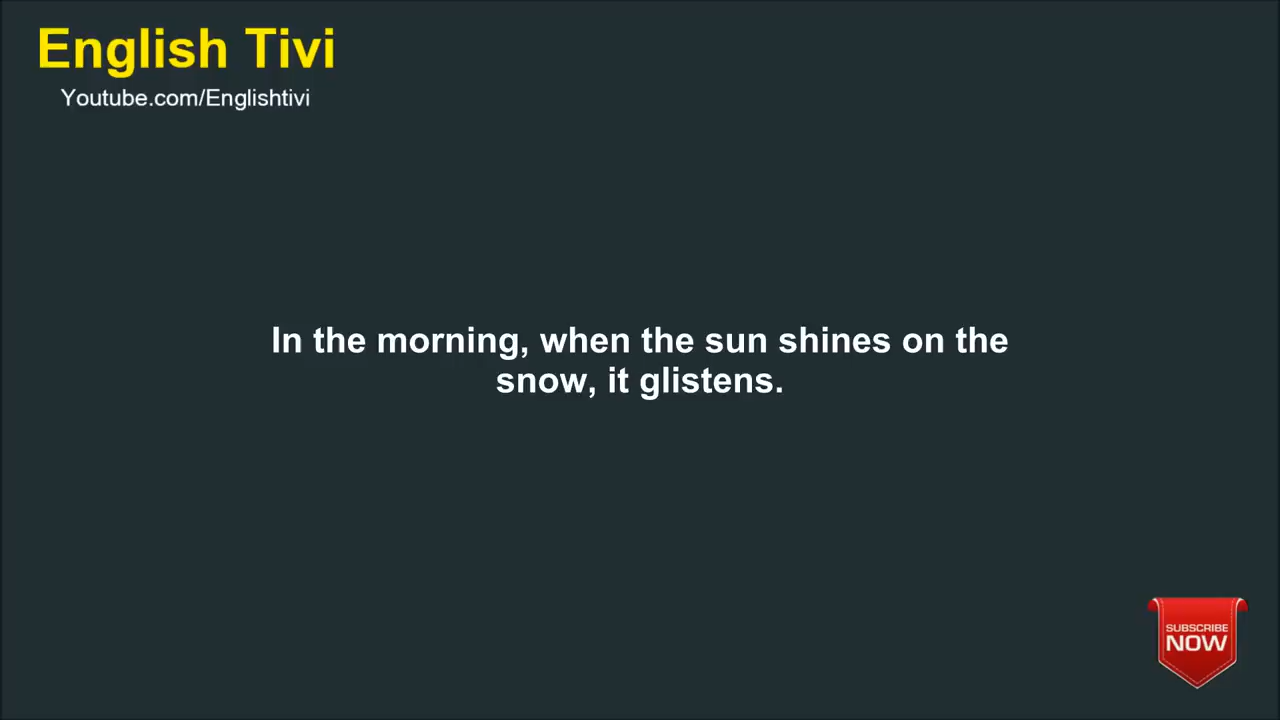 English Tivi
Youtube.com/Englishtivi
In the morning, when the sun shines on the
snow, it glistens.
SUBSCRIBE
NOW